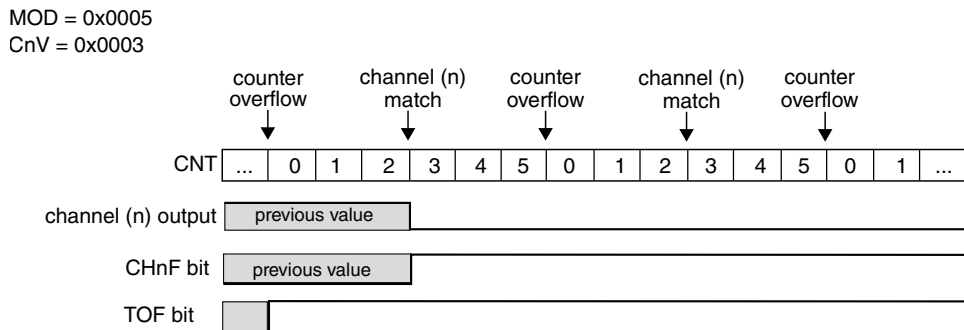 MOD = 0x0005
CnV = 0x0003
counter overflow
channel (n) match
counter overflow
channel (n) match
counter overflow
CNT ... 0 1 2 3 4 5 0 1 2 3 4 5 0 1 ...
channel (n) output previous value
CHnF bit previous value
TOF bit